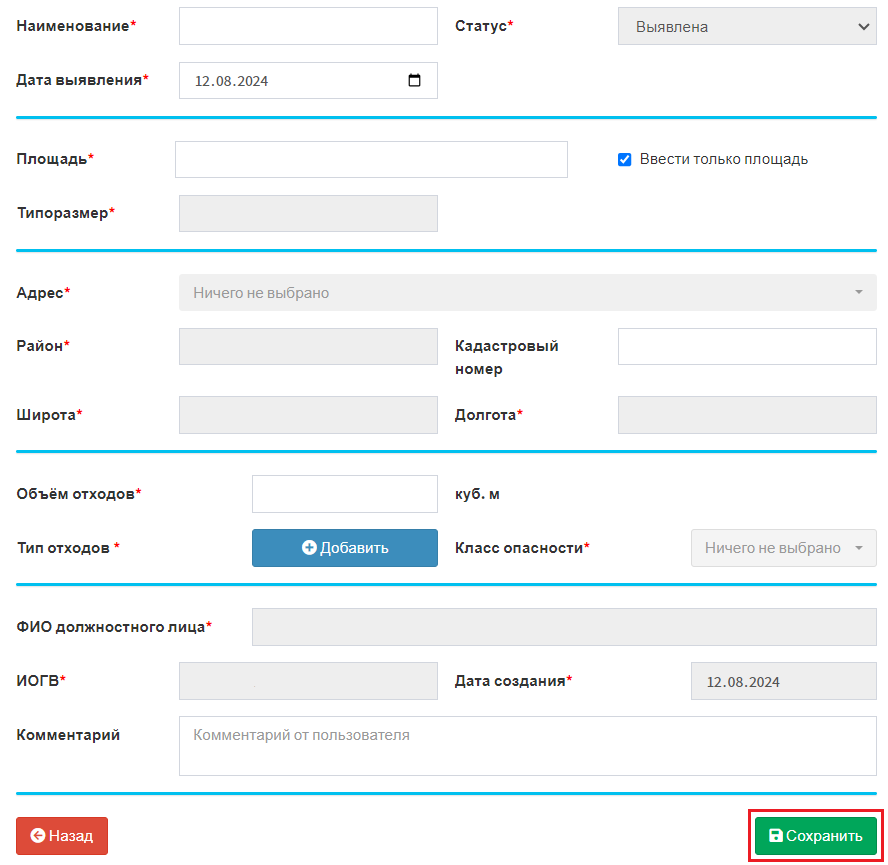 Наименование*
Статус*
Выявлена
Дата выявления*
12.08.2024
Площадь*
Ввести только площадь
Типоразмер*
Адрес*
Ничего не выбрано
Район*
Кадастровый
номер
Широта*
Долгота*
Объём отходов*
куб. м
Тип отходов *
Добавить
Класс опасности*
Ничего не выбрано
ФИО должностного лица*
ИОГВ*
Дата создания*
12.08.2024
Комментарий
Комментарий от пользователя
Назад
Сохранить